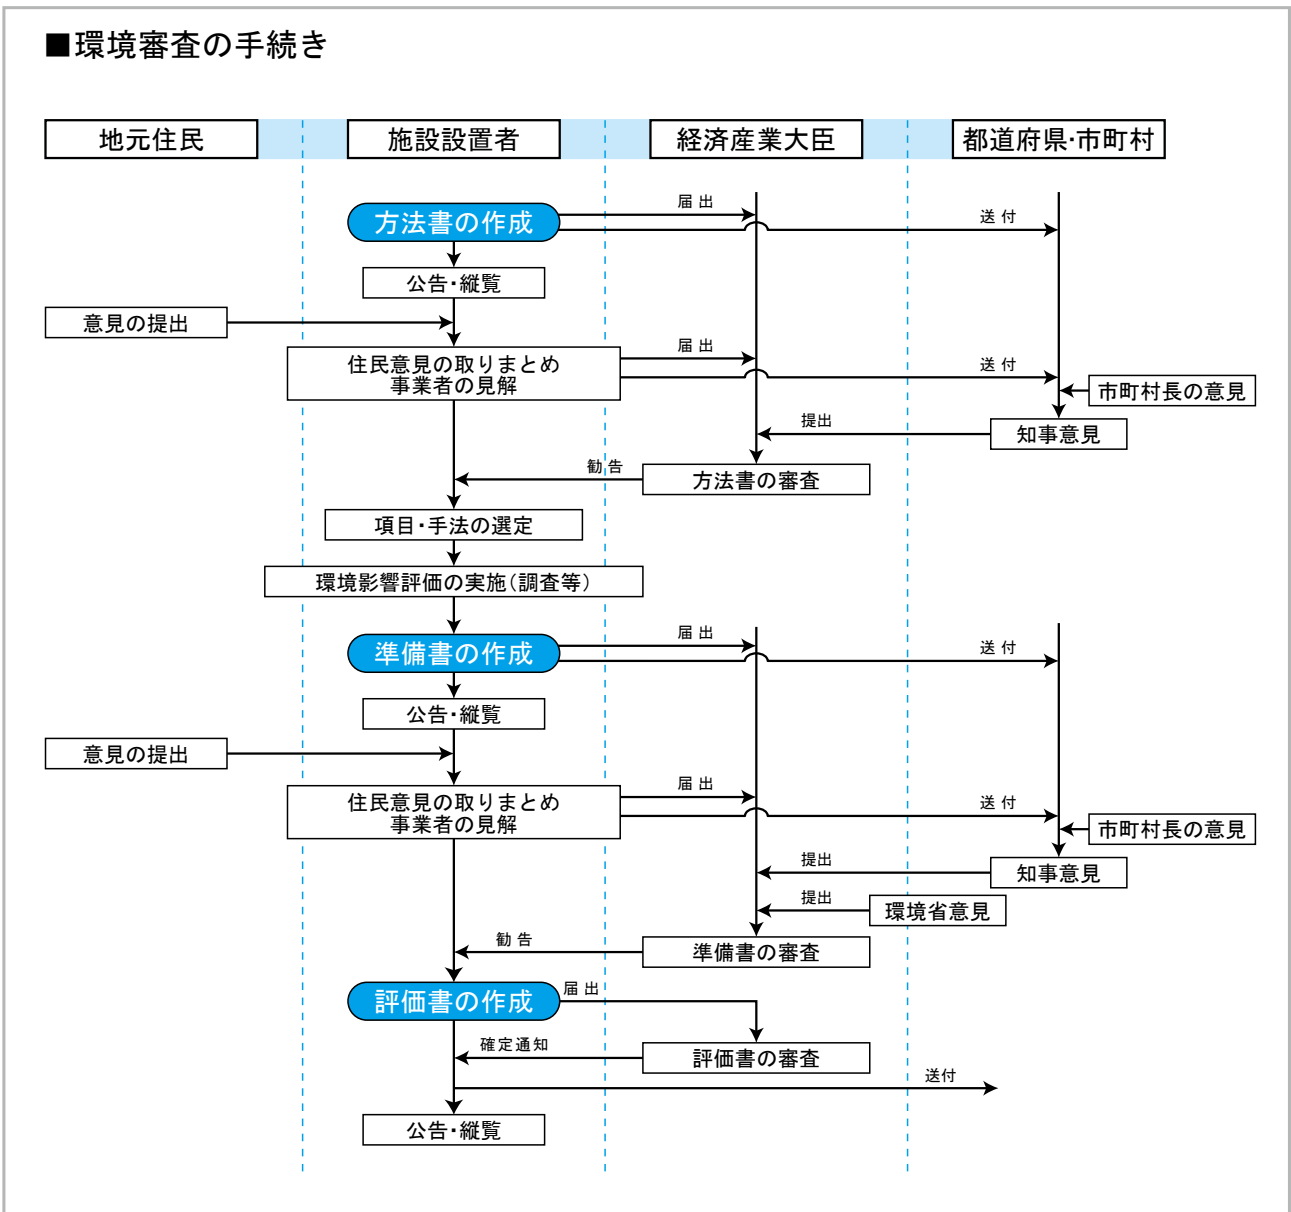 ■環境審査の手続き
地元住民
施設設置者
経済産業大臣
都道府県・市町村
方法書の作成
届出
送付
公告・縦覧
意見の提出
住民意見の取りまとめ
事業者の見解
届出
送付
市町村長の意見
提出
知事意見
勧告
方法書の審査
項目・手法の選定
環境影響評価の実施（調査等）
準備書の作成
届出
送付
公告・縦覧
意見の提出
住民意見の取りまとめ
事業者の見解
届出
送付
市町村長の意見
提出
知事意見
提出
環境省意見
勧告
準備書の審査
評価書の作成
届出
確定通知
評価書の審査
送付
公告・縦覧